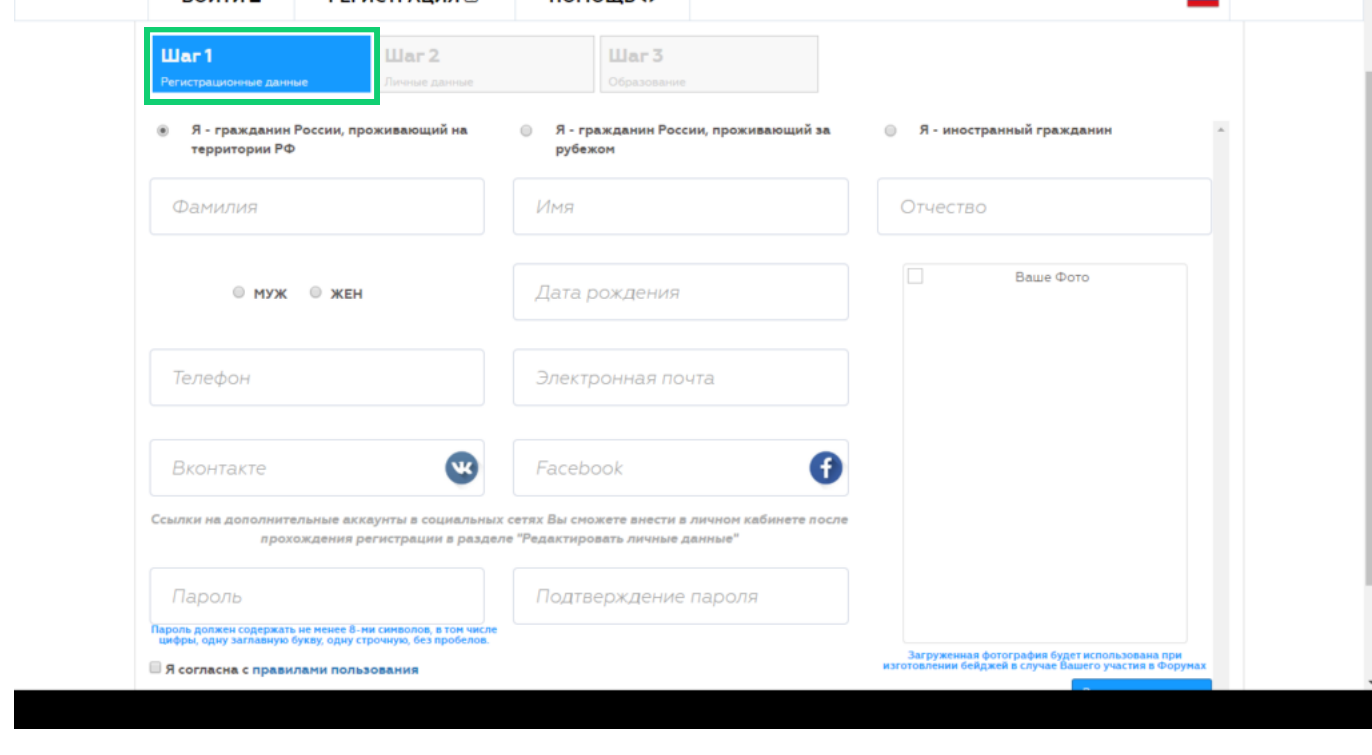 Шаг 1
Регистрационные данные
Шаг 2
Личные данные
Шаг 3
Образование
Я - гражданин России, проживающий на
территории РФ
Я - гражданин России, проживающий за
рубежом
Я - иностранный гражданин
Фамилия
Имя
Отчество
МУЖ
ЖЕН
Дата рождения
Ваше Фото
Телефон
Электронная почта
Вконтакте
Facebook
Ссылки на дополнительные аккаунты в социальных сетях Вы сможете внести в личном кабинете после
прохождения регистрации в разделе "Редактировать личные данные"
Пароль
Подтверждение пароля
Пароль должен содержать не менее 8-ми символов, в том числе
цифры, одну заглавную букву, одну строчную, без пробелов.
Я согласна с правилами пользования
Загруженная фотография будет использована при
изготовлении бейджей в случае Вашего участия в Форумах